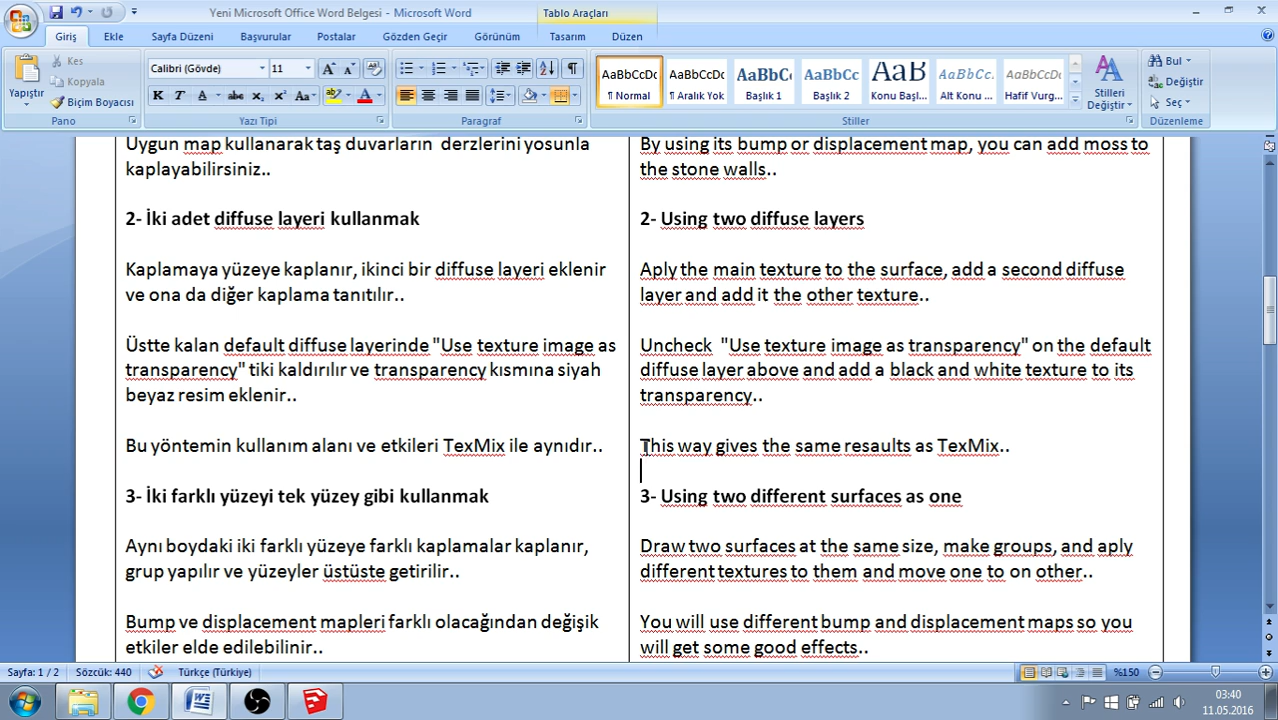 Yeni Microsoft Office Word Belgesi - Microsoft Word
Tablo Araçları
Giriş
Ekle
Sayfa Düzeni
Başvurular
Postalar
Gözden Geçir
Görünüm
Tasarım
Düzen
Yapıştır
Kes
Kopyala
Biçim Boyacısı
Pano
Calibri (Gövde)
11
K T A abc x₂ x² Aa
Yazı Tipi
Paragraf
AaBbCcDc
¶ Normal
AaBbCcDc
¶ Aralık Yok
AaBbCc
Başlık 1
AaBbCc
Başlık 2
AaB
Konu Başl...
AaBbCc
Alt Konu ...
AaBbCcDc
Hafif Vurg...
Stilleri
Değiştir
Stiller
Bul
Değiştir
Seç
Düzenleme
Uygun map kullanarak taş duvarların derzlerini yosunla
kaplayabilirsiniz..
2- İki adet diffuse layeri kullanmak
Kaplamaya yüzeye kaplanır, ikinci bir diffuse layeri eklenir
ve ona da diğer kaplama tanıtılır..
Üstte kalan default diffuse layerinde "Use texture image as
transparency" tiki kaldırılır ve transparency kısmına siyah
beyaz resim eklenir..
Bu yöntemin kullanım alanı ve etkileri TexMix ile aynıdır..
3- İki farklı yüzeyi tek yüzey gibi kullanmak
Aynı boydaki iki farklı yüzeye farklı kaplamalar kaplanır,
grup yapılır ve yüzeyler üstüste getirilir..
Bump ve displacement mapleri farklı olacağından değişik
etkiler elde edilebilinir..
By using its bump or displacement map, you can add moss to
the stone walls..
2- Using two diffuse layers
Aply the main texture to the surface, add a second diffuse
layer and add it the other texture..
Uncheck "Use texture image as transparency" on the default
diffuse layer above and add a black and white texture to its
transparency..
This way gives the same resaults as TexMix..
3- Using two different surfaces as one
Draw two surfaces at the same size, make groups, and aply
different textures to them and move one to on other..
You will use different bump and displacement maps so you
will get some good effects..
Sayfa: 1 / 2
Sözcük: 440
Türkçe (Türkiye)
%150
03:40
11.05.2016